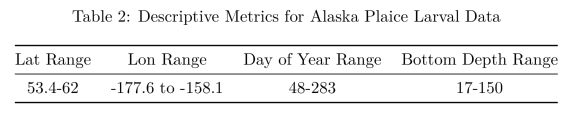 Table 2: Descriptive Metrics for Alaska Plaice Larval Data
Lat Range Lon Range Day of Year Range Bottom Depth Range
53.4-62 -177.6 to -158.1 48-283 17-150